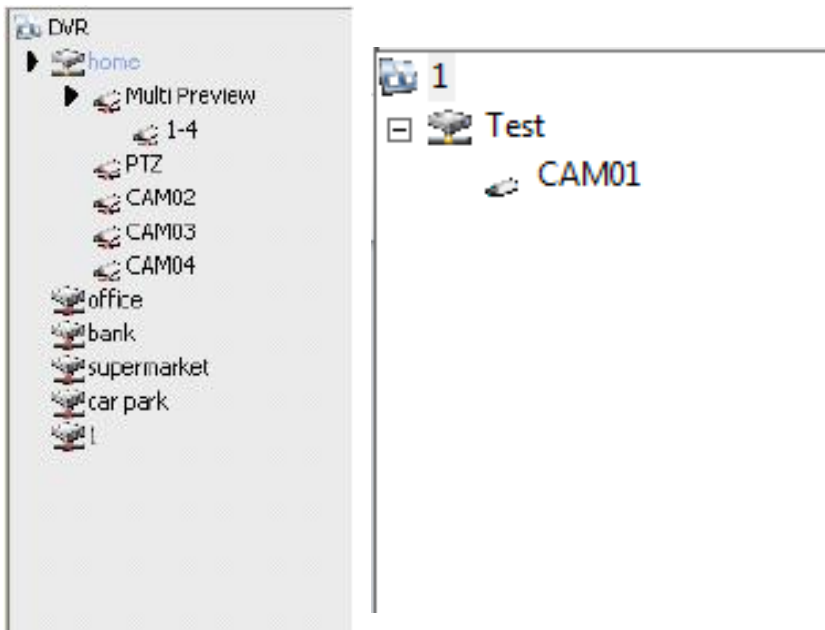 DVR
home
Multi Preview
1-4
PTZ
CAM02
CAM03
CAM04
office
bank
supermarket
car park
1
1
Test
CAM01